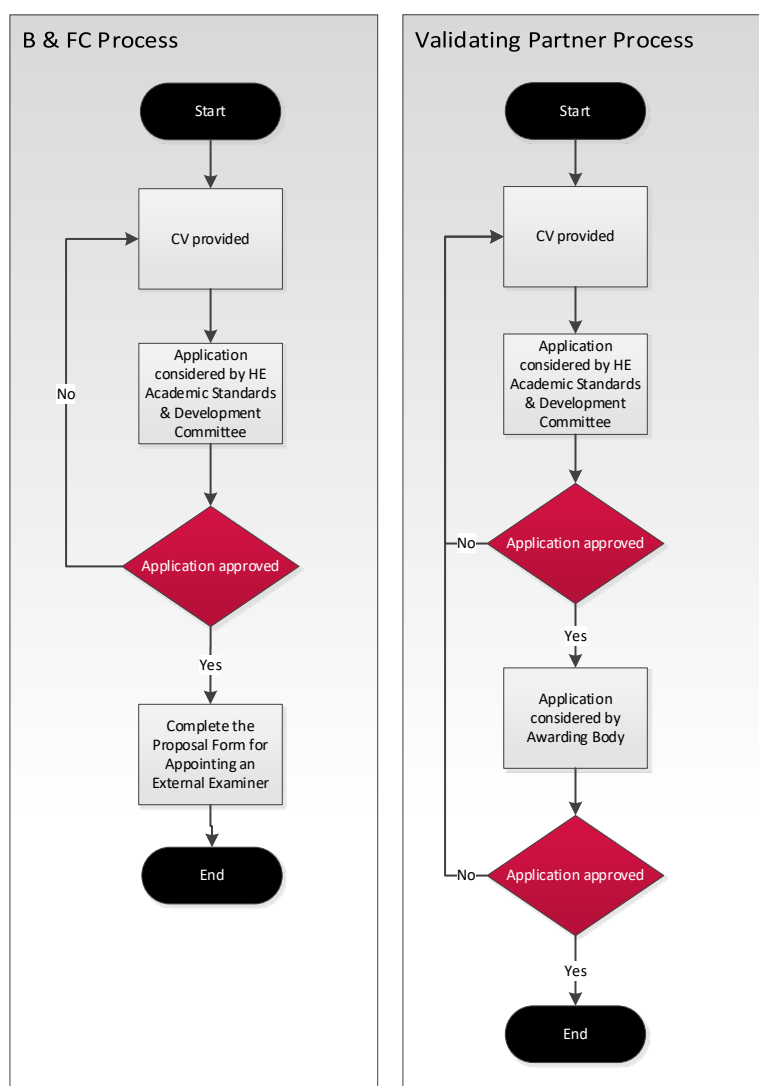 B & FC Process
Start
CV provided
Application
considered by HE
Academic Standards
& Development
Committee
No
Application approved
Yes
Complete the
Proposal Form for
Appointing an
External Examiner
End
Validating Partner Process
Start
CV provided
Application
considered by HE
Academic Standards
& Development
Committee
No
Application approved
Yes
Application
considered by
Awarding Body
No
Application approved
Yes
End